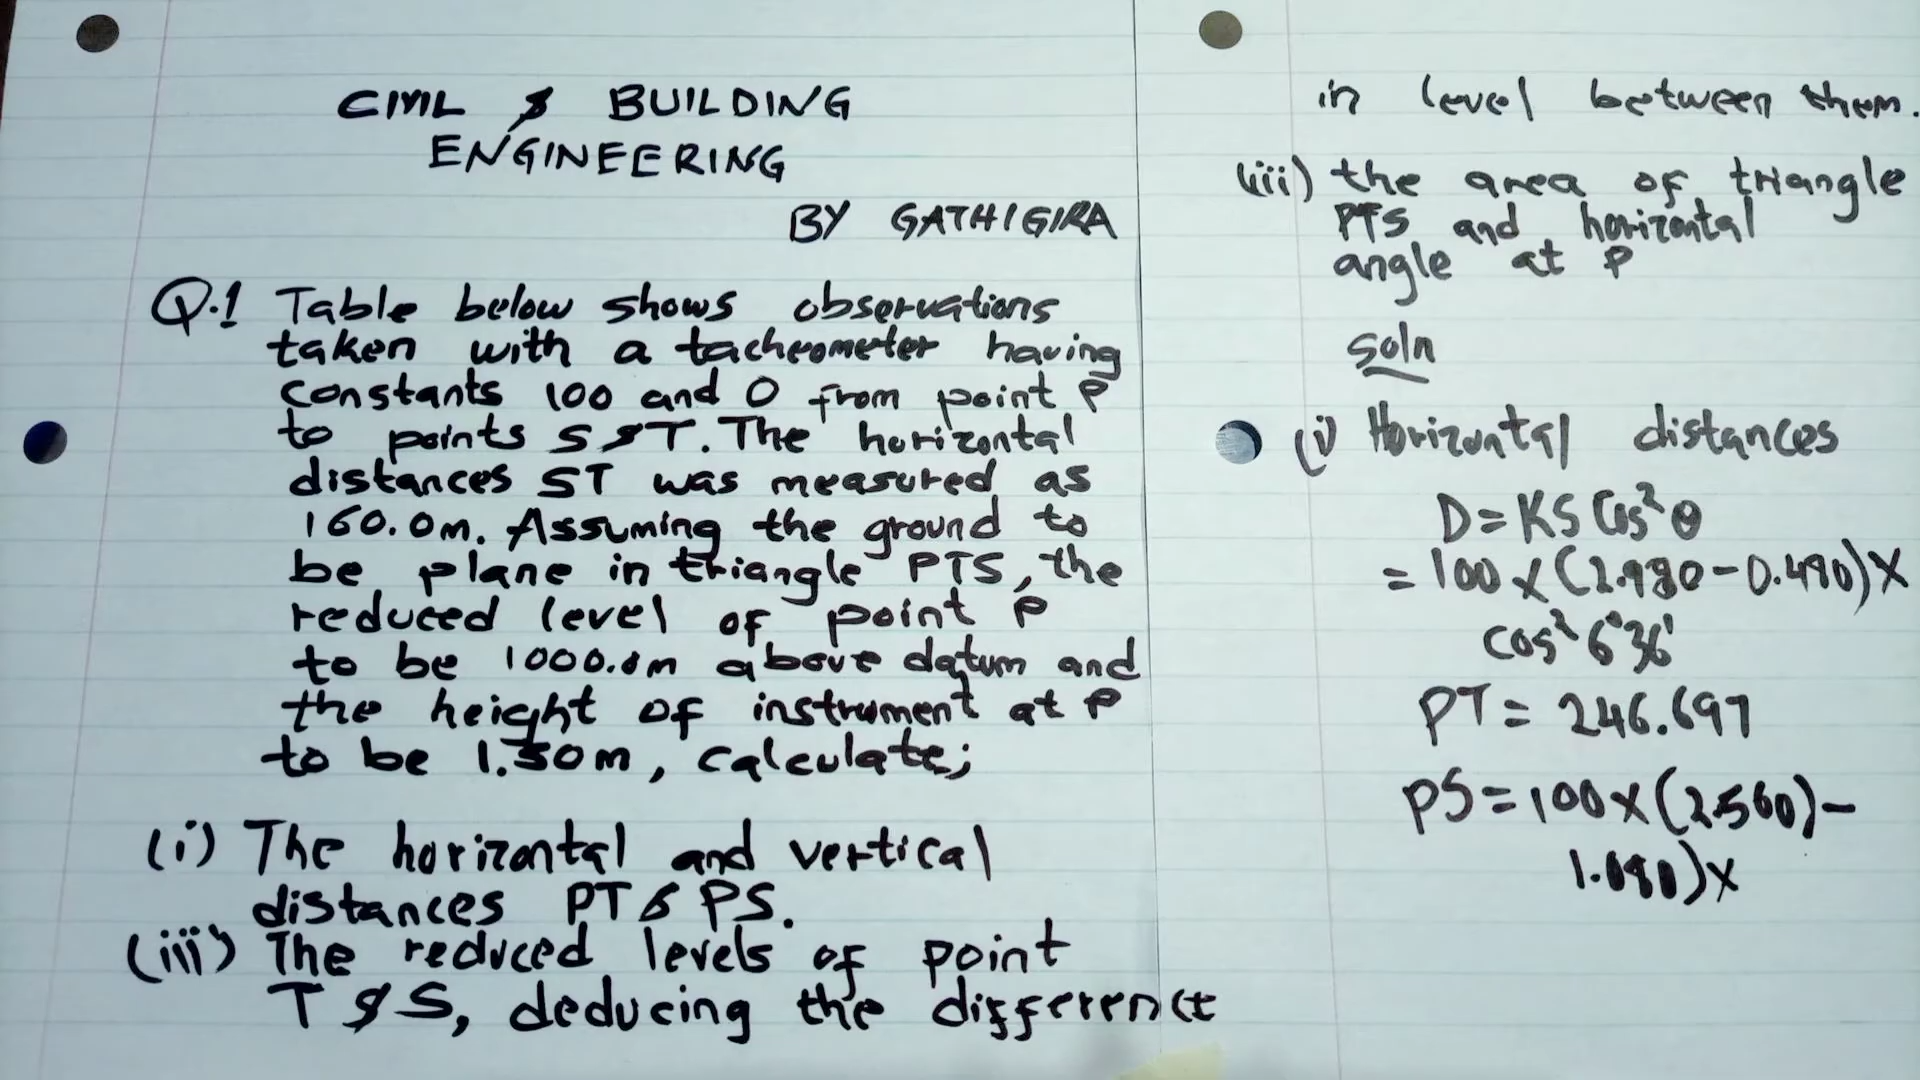 CIVIL & BUILDING
ENGINEERING
BY GATHIGIRA
Q.1 Table below shows observations
taken with a tacheometer having
constants 100 and 0 from point P
to points S & T. The horizontal
distances ST was measured as
160.0m. Assuming the ground to
be plane in triangle PTS, the
reduced level of point P
to be 1000.0m above datum and
the height of instrument at P
to be 1.50m, calculate;
(i) The horizontal and vertical
distances PT & PS.
(iii) The reduced levels of point
T & S, deducing the difference
in level between them.
(iii) the area of triangle
PTS and horizontal
angle at P
soln
(i) Horizontal distances
D = KS Cos² θ
= 100 x (2.980 - 0.480) x
cos² 6°36'
PT = 246.697
PS = 100 x (2.560) -
1.080) x